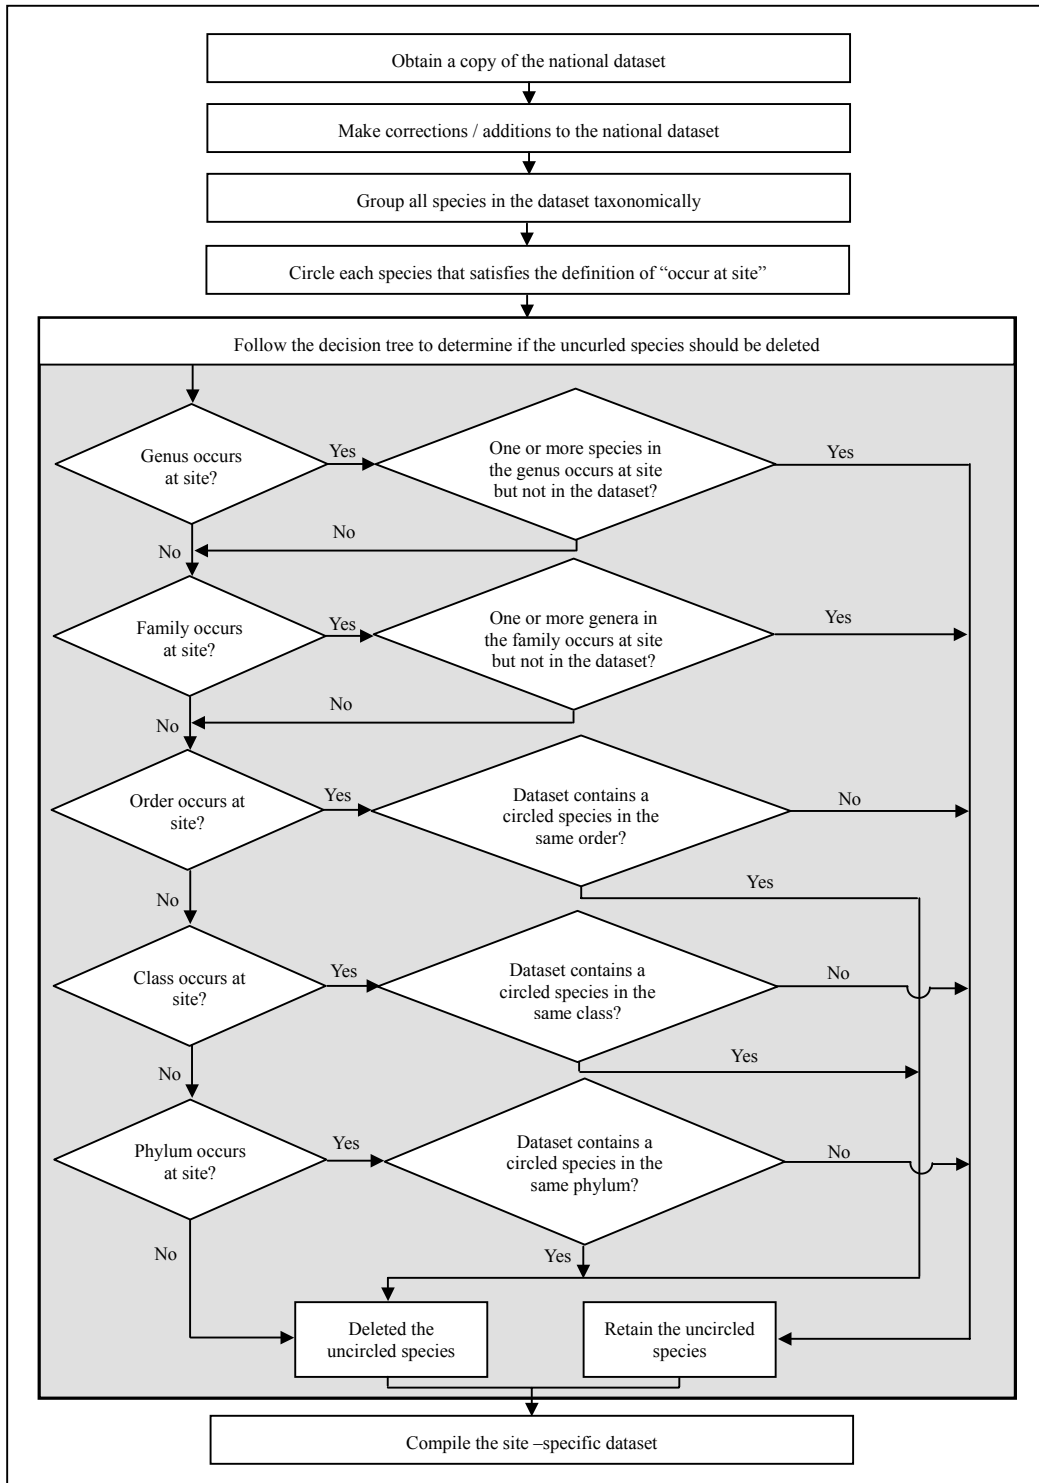 Obtain a copy of the national dataset
Make corrections / additions to the national dataset
Group all species in the dataset taxonomically
Circle each species that satisfies the definition of “occur at site”
Follow the decision tree to determine if the uncurled species should be deleted
Genus occurs
at site?
Yes
One or more species in
the genus occurs at site
but not in the dataset?
Yes
No
No
Family occurs
at site?
Yes
One or more genera in
the family occurs at site
but not in the dataset?
Yes
No
No
Order occurs at
site?
Yes
Dataset contains a
circled species in the
same order?
No
Yes
No
Class occurs at
site?
Yes
Dataset contains a
circled species in the
same class?
No
Yes
No
Phylum occurs
at site?
Yes
Dataset contains a
circled species in the
same phylum?
No
Yes
No
Deleted the
uncircled species
Retain the uncircled
species
Compile the site –specific dataset